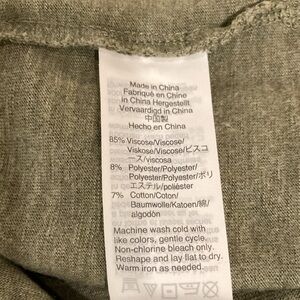 Made in China
Fabriqué en Chine
in China Hergestellt
Vervaardigd in China
中国製
Hecho en China
85% Viscose/Viscose/
Viskose/Viscose/ビスコ
ース/viscosa
8% Polyester/Polyester/
Polyester/Polyester/ポリ
エステル/poliéster
7% Cotton/Coton/
Baumwolle/Katoen/綿/
algodón
Machine wash cold with
like colors, gentle cycle.
Non-chlorine bleach only.
Reshape and lay flat to dry.
Warm iron as needed.